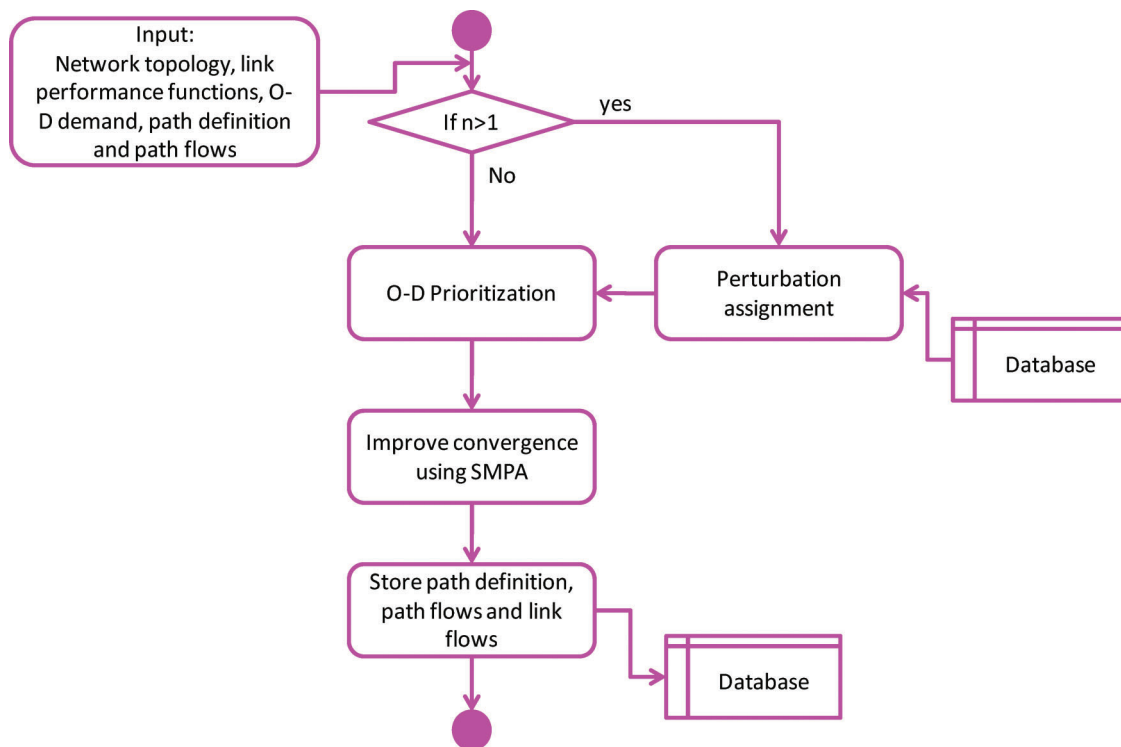 Input:
Network topology, link
performance functions, O-
D demand, path definition
and path flows
If n>1
yes
No
O-D Prioritization
Perturbation
assignment
Database
Improve convergence
using SMPA
Store path definition,
path flows and link
flows
Database